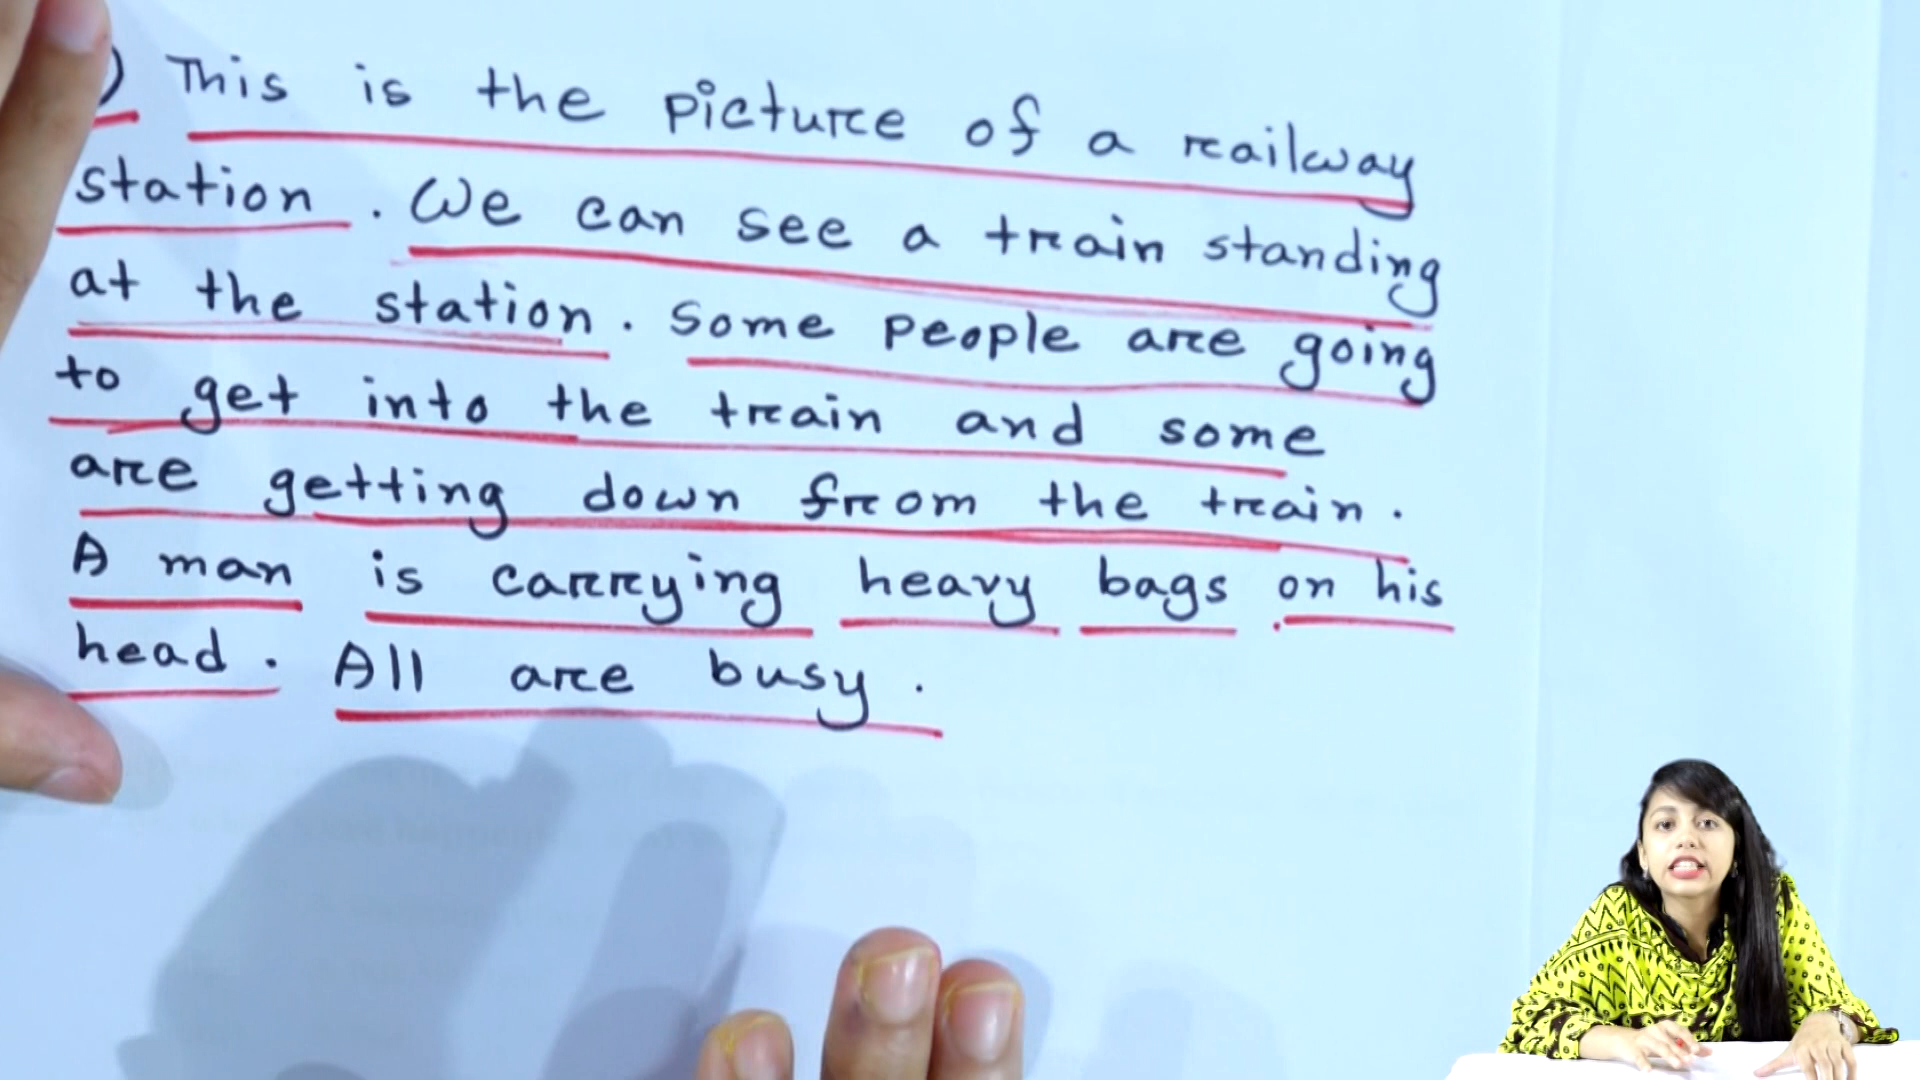 ) This is the picture of a railway
station. We can see a train standing
at the station. Some people are going
to get into the train and some
are getting down from the train.
A man is carrying heavy bags on his
head. All are busy.